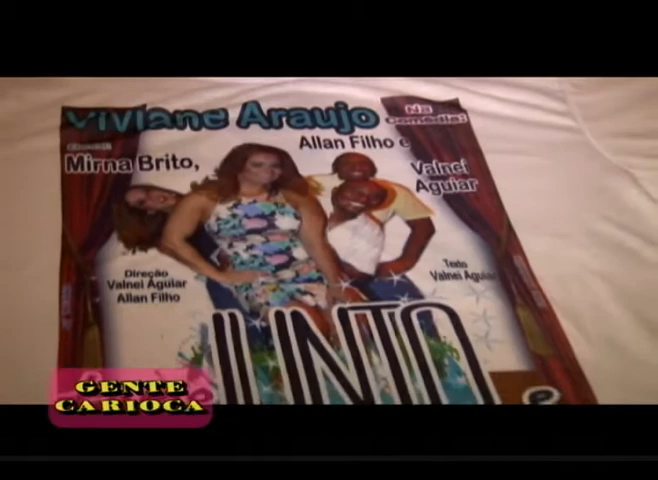 Viviane Araujo
Na
comédia:
Allan Filho e
Mirna Brito,
Valnei
Aguiar
Direção
Valnei Aguiar
Allan Filho
Texto
Valnei Aguiar
JUNTO
e
GENTE
CARIOCA